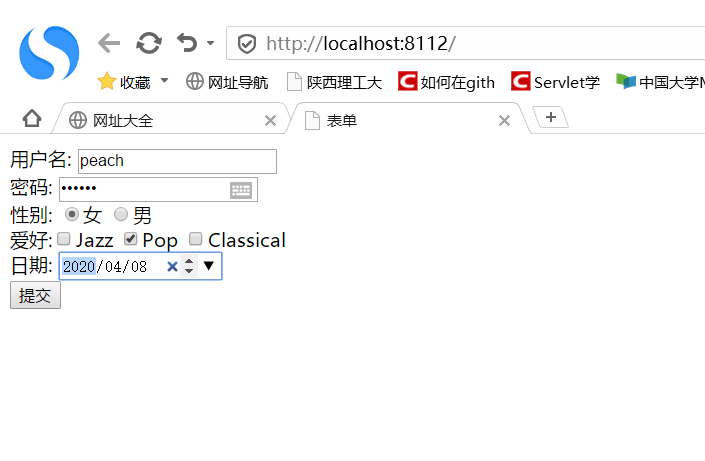 http://localhost:8112/
收藏 网址导航 陕西理工大 如何在gith Servlet学 中国大学M
网址大全 表单
用户名: peach
密码: ••••••
性别: 女 男
爱好: Jazz Pop Classical
日期: 2020/04/08
提交